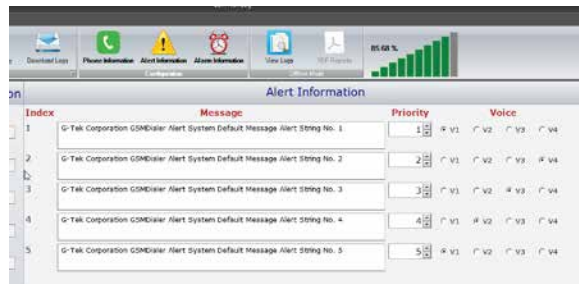 Download Logs Phone Information Alert Information Alarm Information View Logs PDF Reports 85.68 %
Configuration Offline Mode
on Alert Information
Index Message Priority Voice
1 G-Tek Corporation GSMDialer Alert System Default Message Alert String No. 1 1 V1 V2 V3 V4
2 G-Tek Corporation GSMDialer Alert System Default Message Alert String No. 2 2 V1 V2 V3 V4
3 G-Tek Corporation GSMDialer Alert System Default Message Alert String No. 3 3 V1 V2 V3 V4
4 G-Tek Corporation GSMDialer Alert System Default Message Alert String No. 4 4 V1 V2 V3 V4
5 G-Tek Corporation GSMDialer Alert System Default Message Alert String No. 5 5 V1 V2 V3 V4